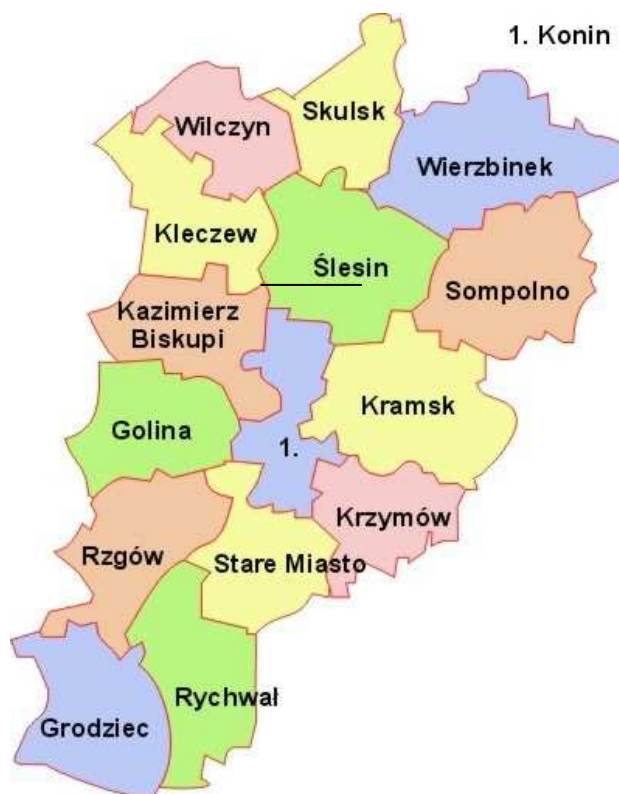 1. Konin
Skulsk
Wilczyn
Wierzbinek
Kleczew
Ślesin
Sompolno
Kazimierz
Biskupi
Kramsk
Golina
1.
Krzymów
Rzgów
Stare Miasto
Rychwał
Grodziec